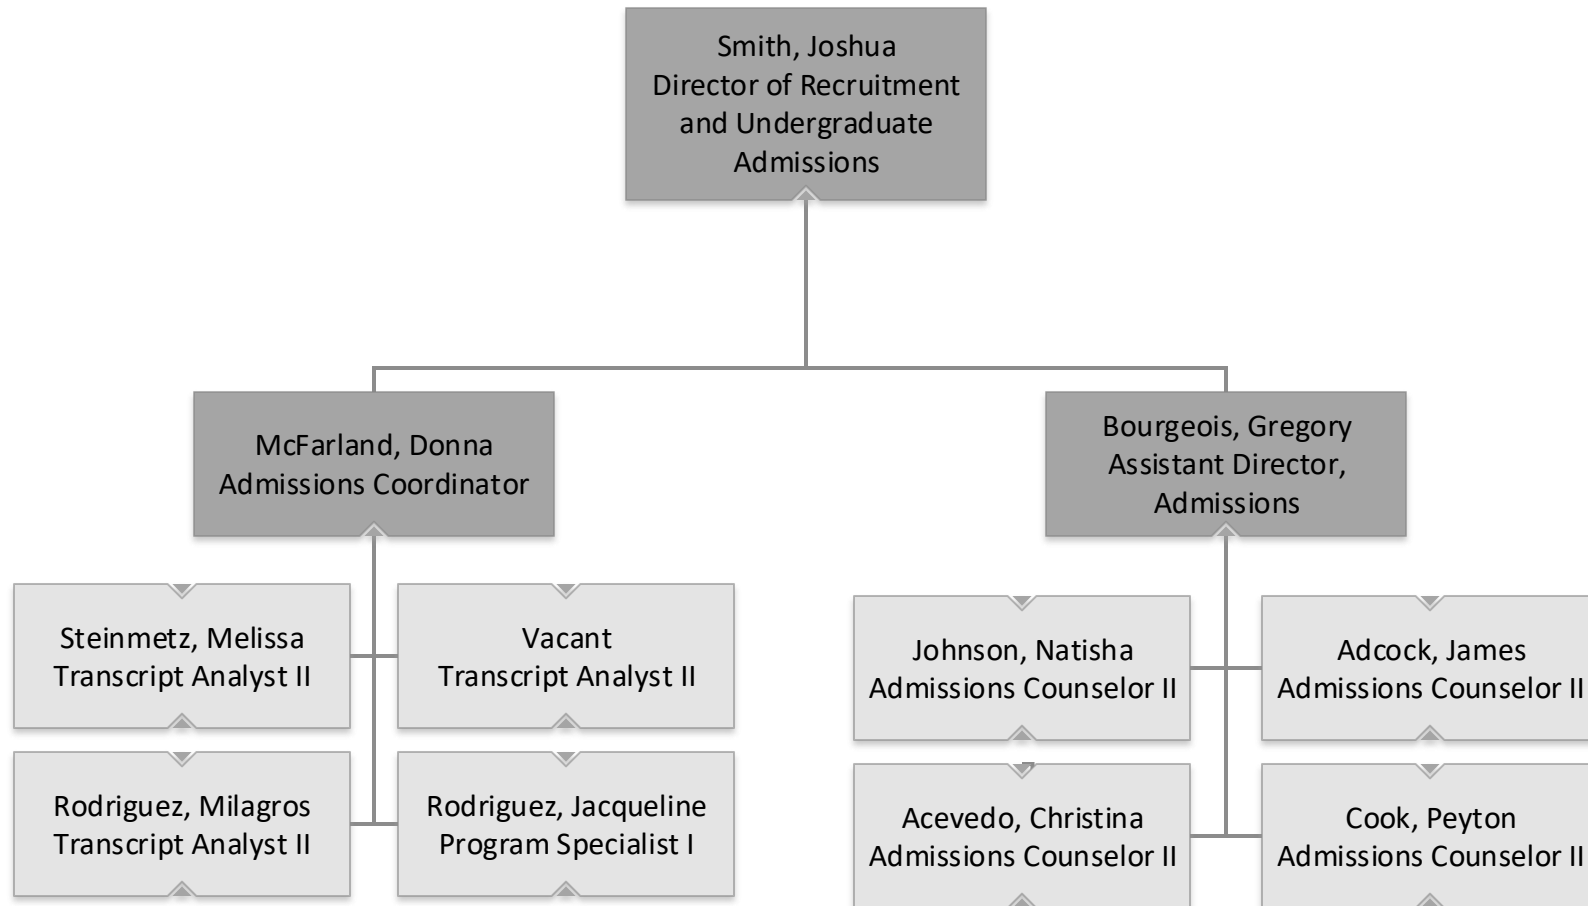 Smith, Joshua
Director of Recruitment
and Undergraduate
Admissions
McFarland, Donna
Admissions Coordinator
Bourgeois, Gregory
Assistant Director,
Admissions
Steinmetz, Melissa
Transcript Analyst II
Vacant
Transcript Analyst II
Johnson, Natisha
Admissions Counselor II
Adcock, James
Admissions Counselor II
Rodriguez, Milagros
Transcript Analyst II
Rodriguez, Jacqueline
Program Specialist I
Acevedo, Christina
Admissions Counselor II
Cook, Peyton
Admissions Counselor II